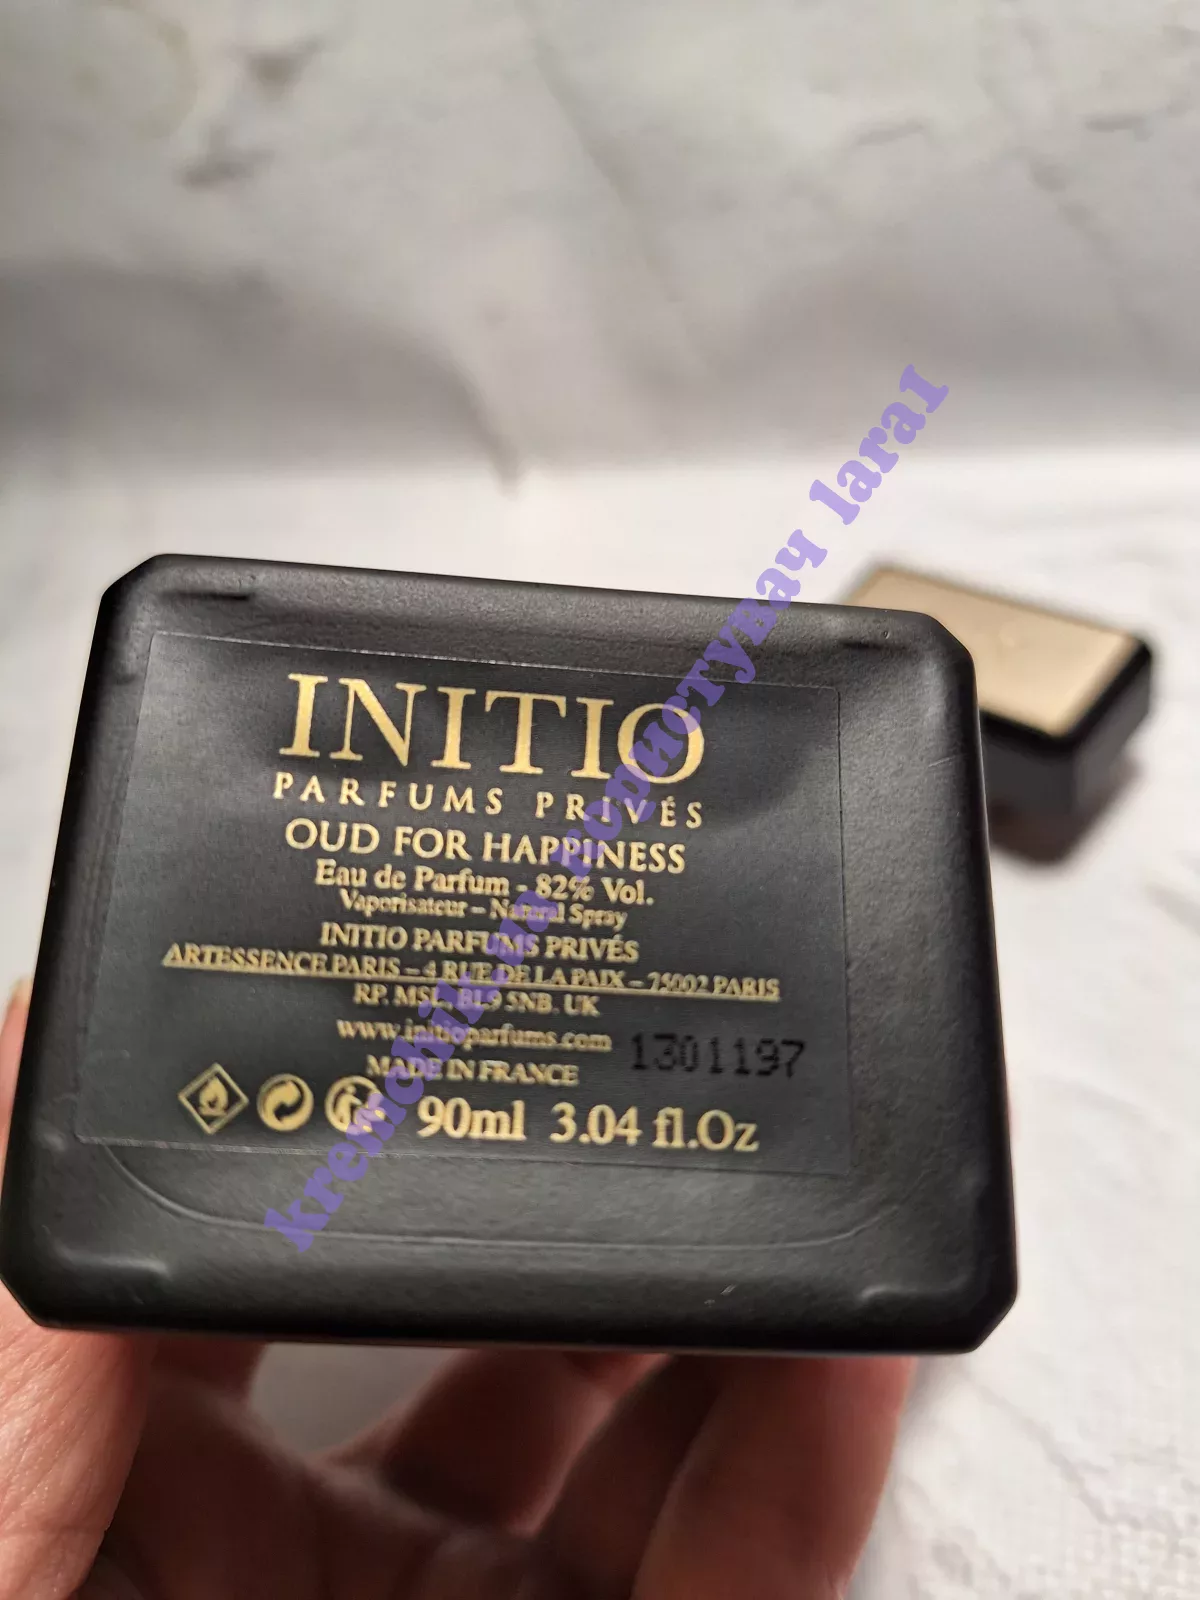 INITIO
PARFUMS PRIVÉS
OUD FOR HAPPINESS
Eau de Parfum - 82% Vol.
Vaporisateur – Natural Spray
INITIO PARFUMS PRIVÉS
ARTESSENCE PARIS – 4 RUE DE LA PAIX – 75002 PARIS
RP. MSL, BL9 5NB. UK
www.initioparfums.com
1301197
MADE IN FRANCE
90ml 3.04 fl.Oz
kremchik.ua користувач lara1